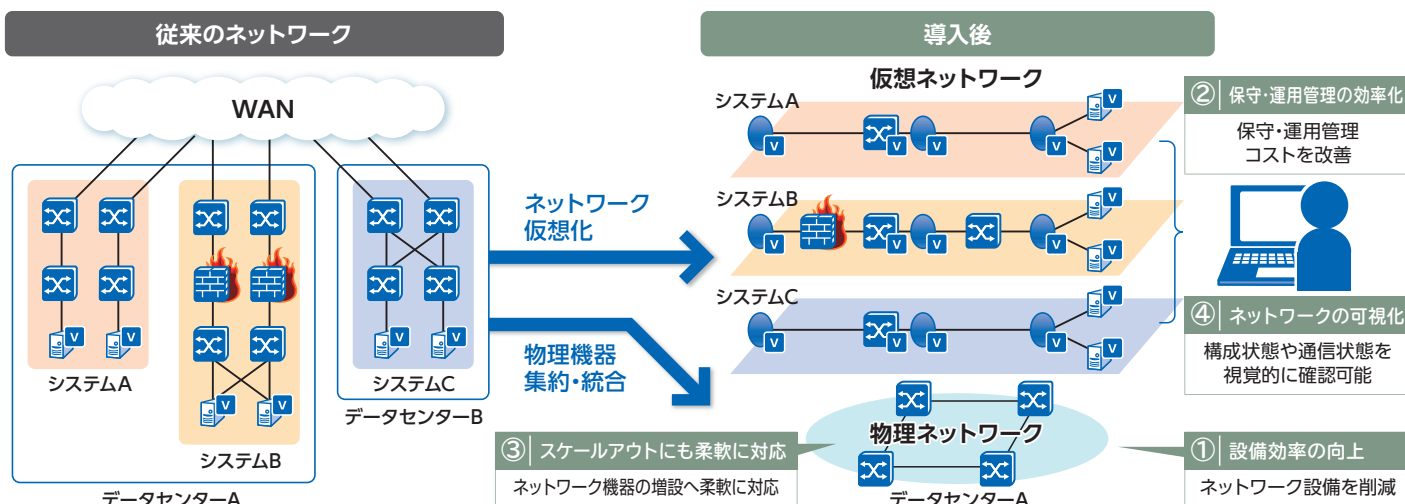 従来のネットワーク
WAN
システムA
システムB
データセンターA
システムC
データセンターB
V
V
V
V
V
V
ネットワーク
仮想化
物理機器
集約・統合
導入後
仮想ネットワーク
システムA
V
V
V
V
V
V
システムB
V
V
V
V
V
V
システムC
V
V
V
V
V
V
物理ネットワーク
データセンターA
② 保守・運用管理の効率化
保守・運用管理
コストを改善
④ ネットワークの可視化
構成状態や通信状態を
視覚的に確認可能
③ スケールアウトにも柔軟に対応
ネットワーク機器の増設へ柔軟に対応
① 設備効率の向上
ネットワーク設備を削減
V